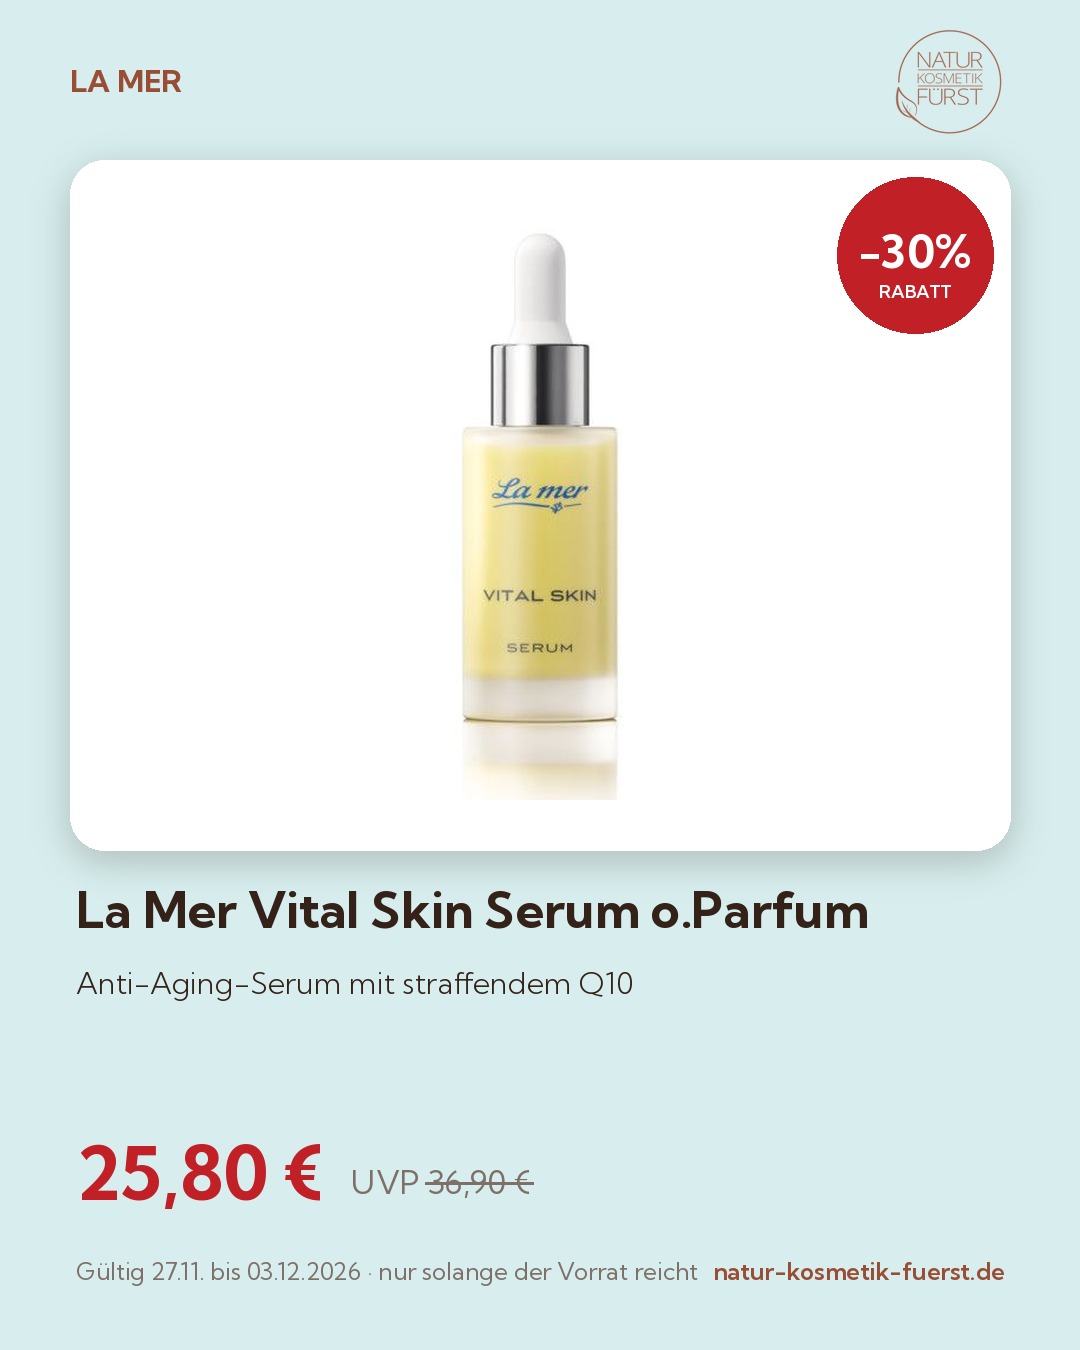 LA MER
NATUR
KOSMETIK
FÜRST
-30%
RABATT
La mer
VITAL SKIN
SERUM
La Mer Vital Skin Serum o.Parfum
Anti-Aging-Serum mit straffendem Q10
25,80 € UVP 36,90 €
Gültig 27.11. bis 03.12.2026 · nur solange der Vorrat reicht natur-kosmetik-fuerst.de